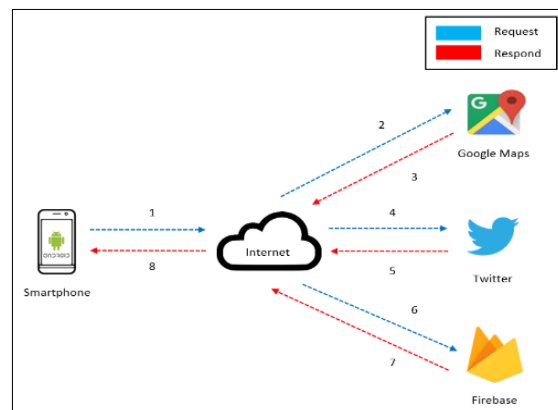 Request
Respond
2
G
Google Maps
3
1
4
Internet
8
5
Smartphone
Twitter
6
7
Firebase